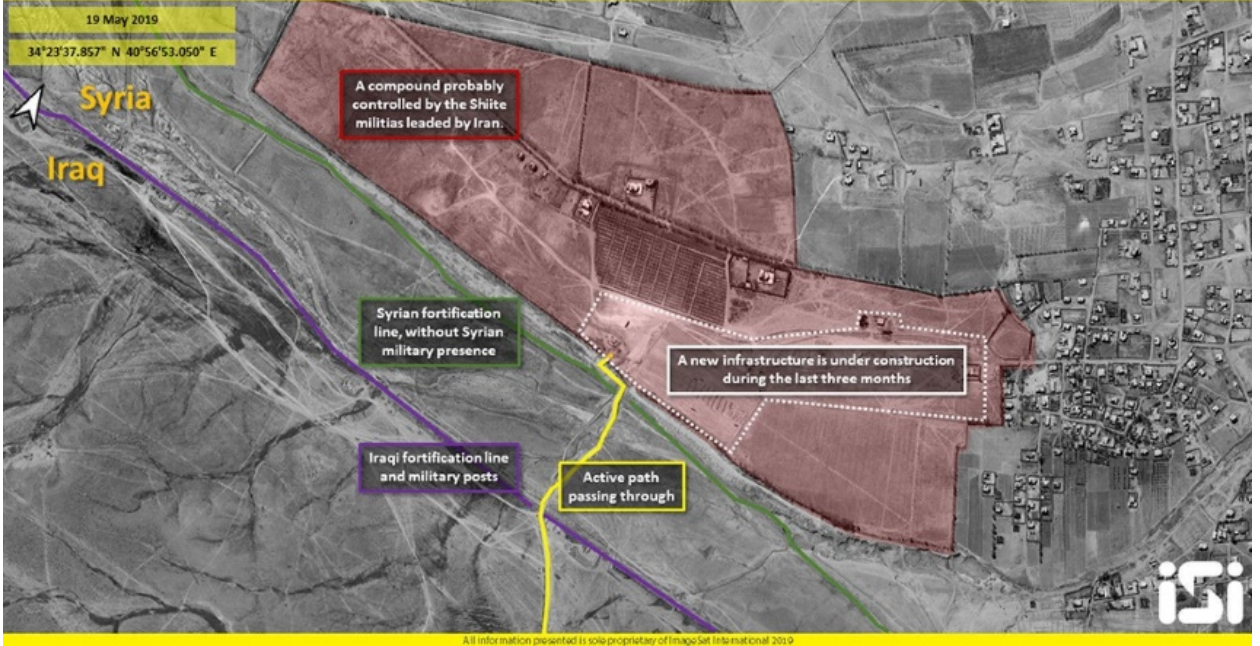 19 May 2019
34°23'37.857" N 40°56'53.050" E
Syria
Iraq
A compound probably
controlled by the Shiite
militias leaded by Iran.
Syrian fortification
line, without Syrian
military presence
A new infrastructure is under construction
during the last three months
Iraqi fortification line
and military posts
Active path
passing through
iSi
All information presented is sole proprietary of ImageSat International 2019